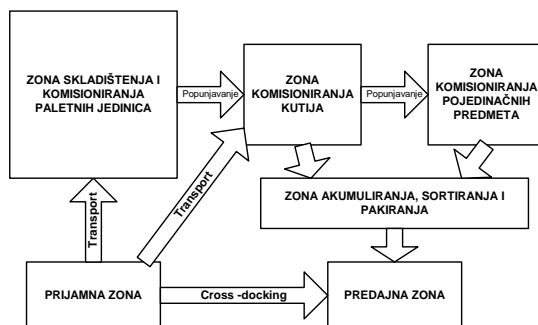 ZONA SKLADIŠTENJA I
KOMISIONIRANJA
PALETNIH JEDINICA
Popunjavanje
ZONA
KOMISIONIRANJA
KUTIJA
Popunjavanje
ZONA
KOMISIONIRANJA
POJEDINAČNIH
PREDMETA
Transport
Transport
ZONA AKUMULIRANJA, SORTIRANJA I
PAKIRANJA
PRIJAMNA ZONA
Cross -docking
PREDAJNA ZONA